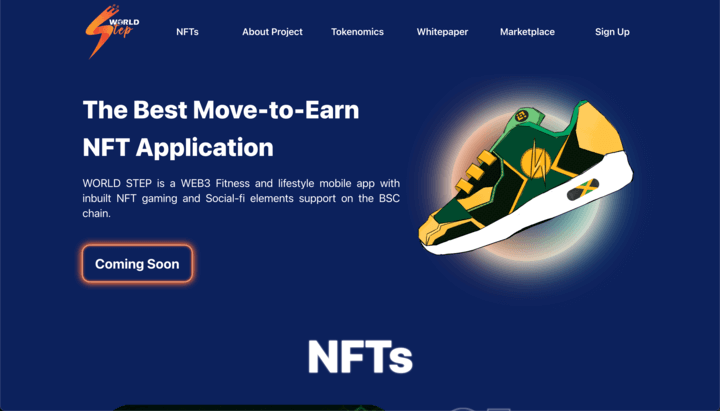 WORLD
Step
NFTs
About Project
Tokenomics
Whitepaper
Marketplace
Sign Up
The Best Move-to-Earn
NFT Application
WORLD STEP is a WEB3 Fitness and lifestyle mobile app with
inbuilt NFT gaming and Social-fi elements support on the BSC
chain.
Coming Soon
NFTs